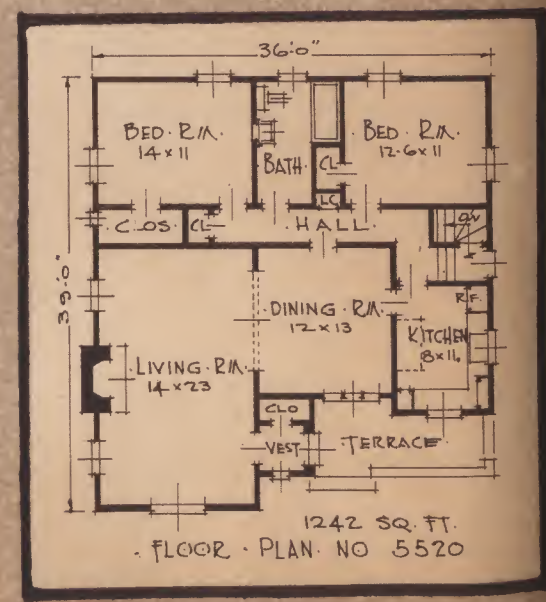 36'-0"
BED. RM.
14 x 11
BATH
CL
LC
BED. RM.
12-6 x 11
CLOS
CL
HALL
DN
39'-0"
DINING. RM.
12 x 13
R.F.
KITCHEN
8 x 11
LIVING. RM.
14 x 23
CLO
VEST
TERRACE
1242 SQ. FT.
. FLOOR . PLAN. NO 5520